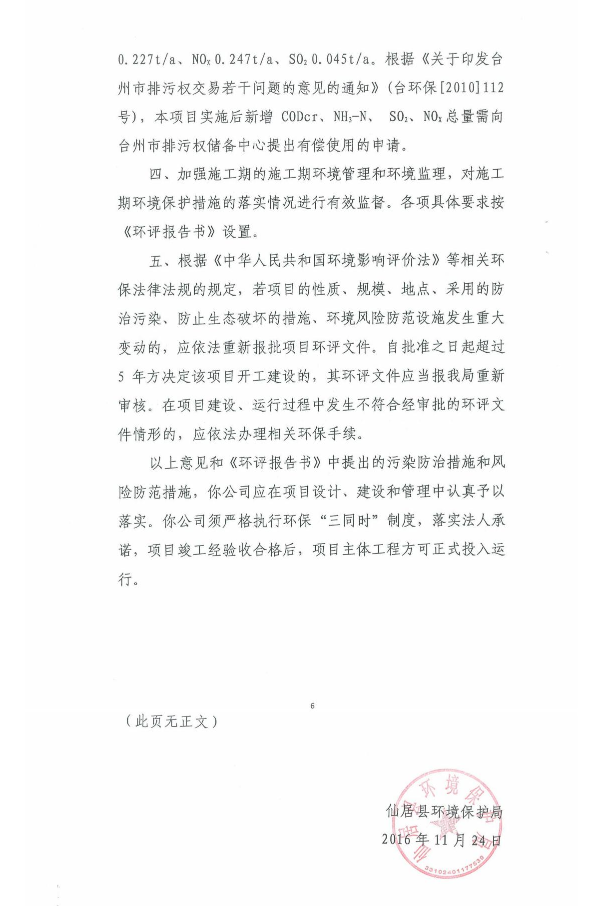 0.227t/a、NOₓ0.247t/a、SO₂0.045t/a。根据《关于印发台
州市排污权交易若干问题的意见的通知》(台环保[2010]112
号)，本项目实施后新增 CODcr、NH₃-N、 SO₂、NOₓ总量需向
台州市排污权储备中心提出有偿使用的申请。
四、加强施工期的施工期环境管理和环境监理，对施工
期环境保护措施的落实情况进行有效监督。各项具体要求按
《环评报告书》设置。
五、根据《中华人民共和国环境影响评价法》等相关环
保法律法规的规定，若项目的性质、规模、地点、采用的防
治污染、防止生态破坏的措施、环境风险防范设施发生重大
变动的，应依法重新报批项目环评文件。自批准之日起超过
5 年方决定该项目开工建设的，其环评文件应当报我局重新
审核。在项目建设、运行过程中发生不符合经审批的环评文
件情形的，应依法办理相关环保手续。
以上意见和《环评报告书》中提出的污染防治措施和风
险防范措施，你公司应在项目设计、建设和管理中认真予以
落实。你公司须严格执行环保“三同时”制度，落实法人承
诺，项目竣工经验收合格后，项目主体工程方可正式投入运
行。
6
（此页无正文）
仙居县环境保护局
仙居县环境保护局
2016 年 11 月 24 日